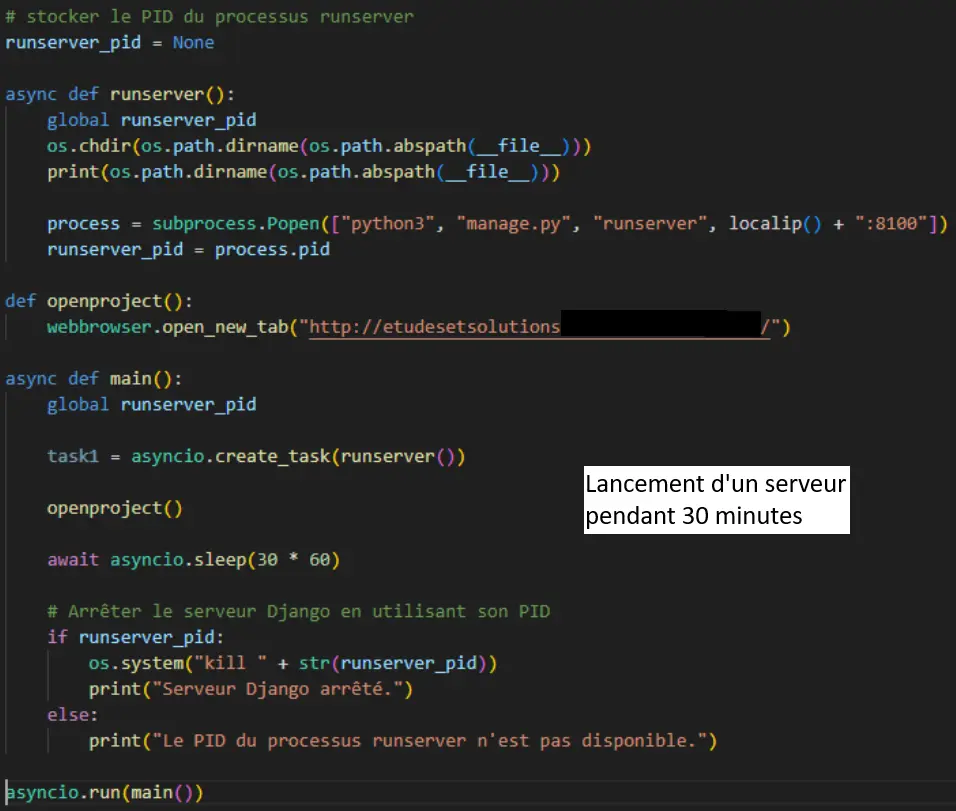 # stocker le PID du processus runserver
runserver_pid = None
async def runserver():
global runserver_pid
os.chdir(os.path.dirname(os.path.abspath(__file__)))
print(os.path.dirname(os.path.abspath(__file__)))
process = subprocess.Popen(["python3", "manage.py", "runserver", localip() + ":8100"])
runserver_pid = process.pid
def openproject():
webbrowser.open_new_tab("http://etudesetsolutions/")
async def main():
global runserver_pid
task1 = asyncio.create_task(runserver())
openproject()
Lancement d'un serveur
pendant 30 minutes
await asyncio.sleep(30 * 60)
# Arrêter le serveur Django en utilisant son PID
if runserver_pid:
os.system("kill " + str(runserver_pid))
print("Serveur Django arrêté.")
else:
print("Le PID du processus runserver n'est pas disponible.")
asyncio.run(main())